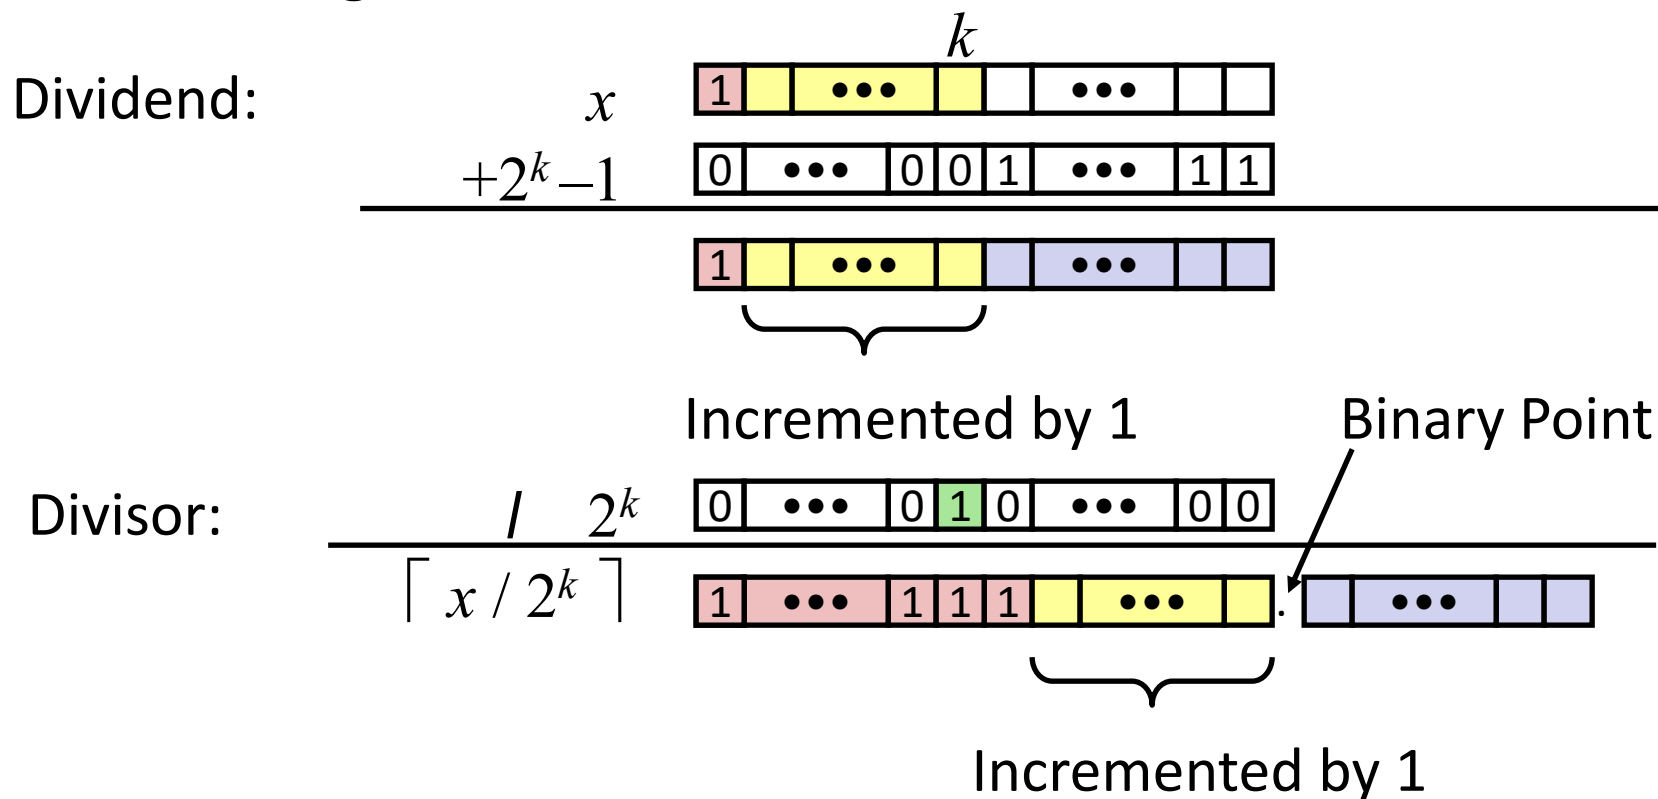 k
Dividend: x 1 ••• •••
+2^k –1 0 ••• 0 0 1 ••• 1 1
1 ••• •••
Incremented by 1 Binary Point
Divisor: / 2^k 0 ••• 0 1 0 ••• 0 0
⌈ x / 2^k ⌉ 1 ••• 1 1 1 ••• . •••
Incremented by 1